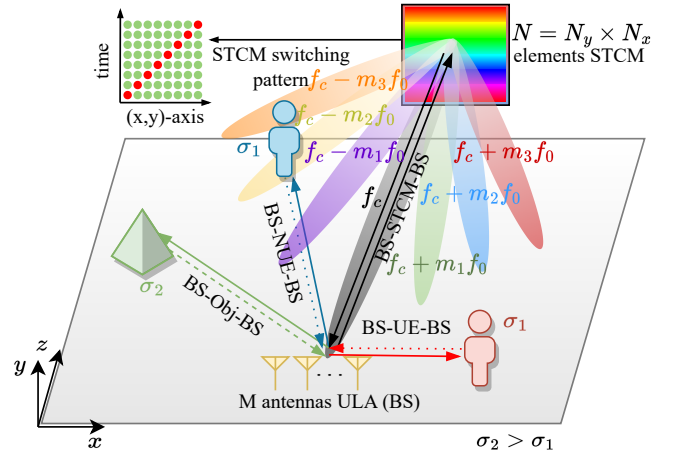 time
(x,y)-axis
STCM switching
pattern
N = N_y × N_x
elements STCM
f_c − m_3f_0
f_c − m_2f_0
f_c − m_1f_0
f_c
f_c + m_3f_0
f_c + m_2f_0
f_c + m_1f_0
BS-STCM-BS
σ_1
BS-NUE-BS
σ_2
BS-Obj-BS
BS-UE-BS
σ_1
M antennas ULA (BS)
...
z
y
x
σ_2 > σ_1